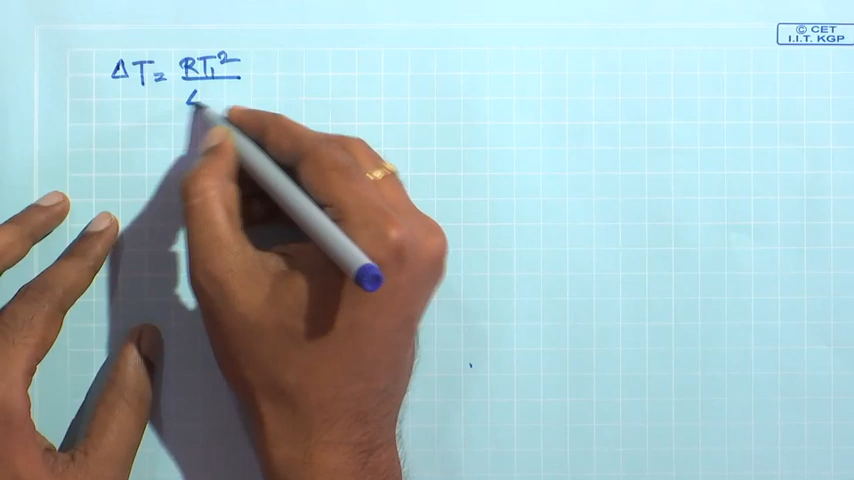 © CET
I.I.T. KGP
ΔT = RT₁²